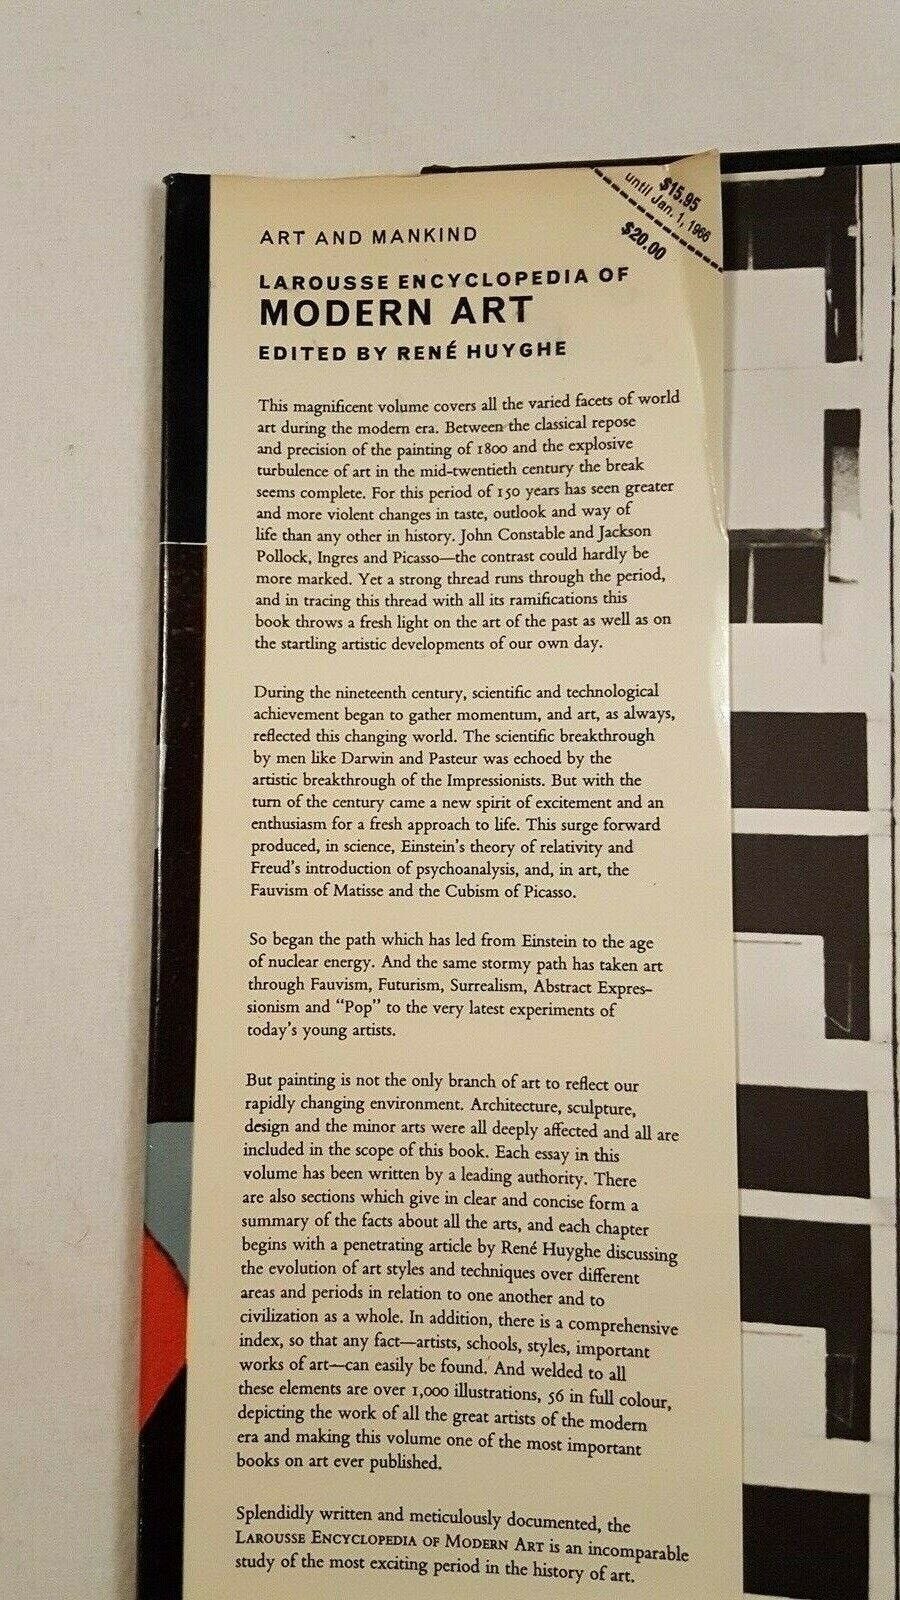 $15.95
until Jan. 1, 1966
$20.00
ART AND MANKIND
LAROUSSE ENCYCLOPEDIA OF
MODERN ART
EDITED BY RENÉ HUYGHE
This magnificent volume covers all the varied facets of world
art during the modern era. Between the classical repose
and precision of the painting of 1800 and the explosive
turbulence of art in the mid-twentieth century the break
seems complete. For this period of 150 years has seen greater
and more violent changes in taste, outlook and way of
life than any other in history. John Constable and Jackson
Pollock, Ingres and Picasso—the contrast could hardly be
more marked. Yet a strong thread runs through the period,
and in tracing this thread with all its ramifications this
book throws a fresh light on the art of the past as well as on
the startling artistic developments of our own day.
During the nineteenth century, scientific and technological
achievement began to gather momentum, and art, as always,
reflected this changing world. The scientific breakthrough
by men like Darwin and Pasteur was echoed by the
artistic breakthrough of the Impressionists. But with the
turn of the century came a new spirit of excitement and an
enthusiasm for a fresh approach to life. This surge forward
produced, in science, Einstein's theory of relativity and
Freud's introduction of psychoanalysis, and, in art, the
Fauvism of Matisse and the Cubism of Picasso.
So began the path which has led from Einstein to the age
of nuclear energy. And the same stormy path has taken art
through Fauvism, Futurism, Surrealism, Abstract Expres-
sionism and "Pop" to the very latest experiments of
today's young artists.
But painting is not the only branch of art to reflect our
rapidly changing environment. Architecture, sculpture,
design and the minor arts were all deeply affected and all are
included in the scope of this book. Each essay in this
volume has been written by a leading authority. There
are also sections which give in clear and concise form a
summary of the facts about all the arts, and each chapter
begins with a penetrating article by René Huyghe discussing
the evolution of art styles and techniques over different
areas and periods in relation to one another and to
civilization as a whole. In addition, there is a comprehensive
index, so that any fact—artists, schools, styles, important
works of art—can easily be found. And welded to all
these elements are over 1,000 illustrations, 56 in full colour,
depicting the work of all the great artists of the modern
era and making this volume one of the most important
books on art ever published.
Splendidly written and meticulously documented, the
LAROUSSE ENCYCLOPEDIA OF MODERN ART is an incomparable
study of the most exciting period in the history of art.